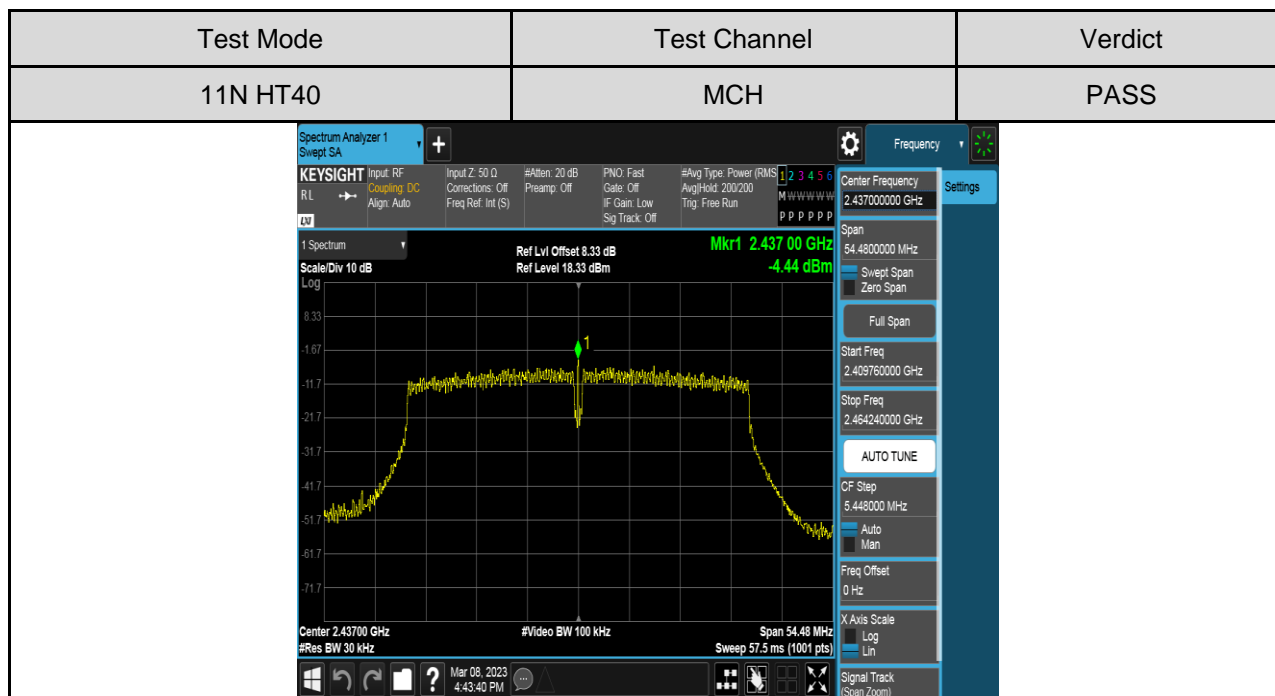 Test Mode Test Channel Verdict
11N HT40 MCH PASS
Spectrum Analyzer 1
Swept SA
Frequency
KEYSIGHT Input: RF Input Z: 50 Ω #Atten: 20 dB PNO: Fast #Avg Type: Power (RMS 1 2 3 4 5 6
RL Coupling: DC Corrections: Off Preamp: Off Gate: Off Avg|Hold: 200/200 M W W W W W
Align: Auto Freq Ref: Int (S) IF Gain: Low Trig: Free Run
LXI Sig Track: Off P P P P P P
1 Spectrum
Ref Lvl Offset 8.33 dB
Mkr1 2.437 00 GHz
Scale/Div 10 dB Ref Level 18.33 dBm -4.44 dBm
Log
8.33
1
-1.67
-11.7
-21.7
-31.7
-41.7
-51.7
-61.7
-71.7
Center 2.43700 GHz #Video BW 100 kHz Span 54.48 MHz
#Res BW 30 kHz Sweep 57.5 ms (1001 pts)
Center Frequency
2.437000000 GHz
Settings
Span
54.4800000 MHz
Swept Span
Zero Span
Full Span
Start Freq
2.409760000 GHz
Stop Freq
2.464240000 GHz
AUTO TUNE
CF Step
5.448000 MHz
Auto
Man
Freq Offset
0 Hz
X Axis Scale
Log
Lin
Signal Track
(Span Zoom)
? Mar 08, 2023
4:43:40 PM